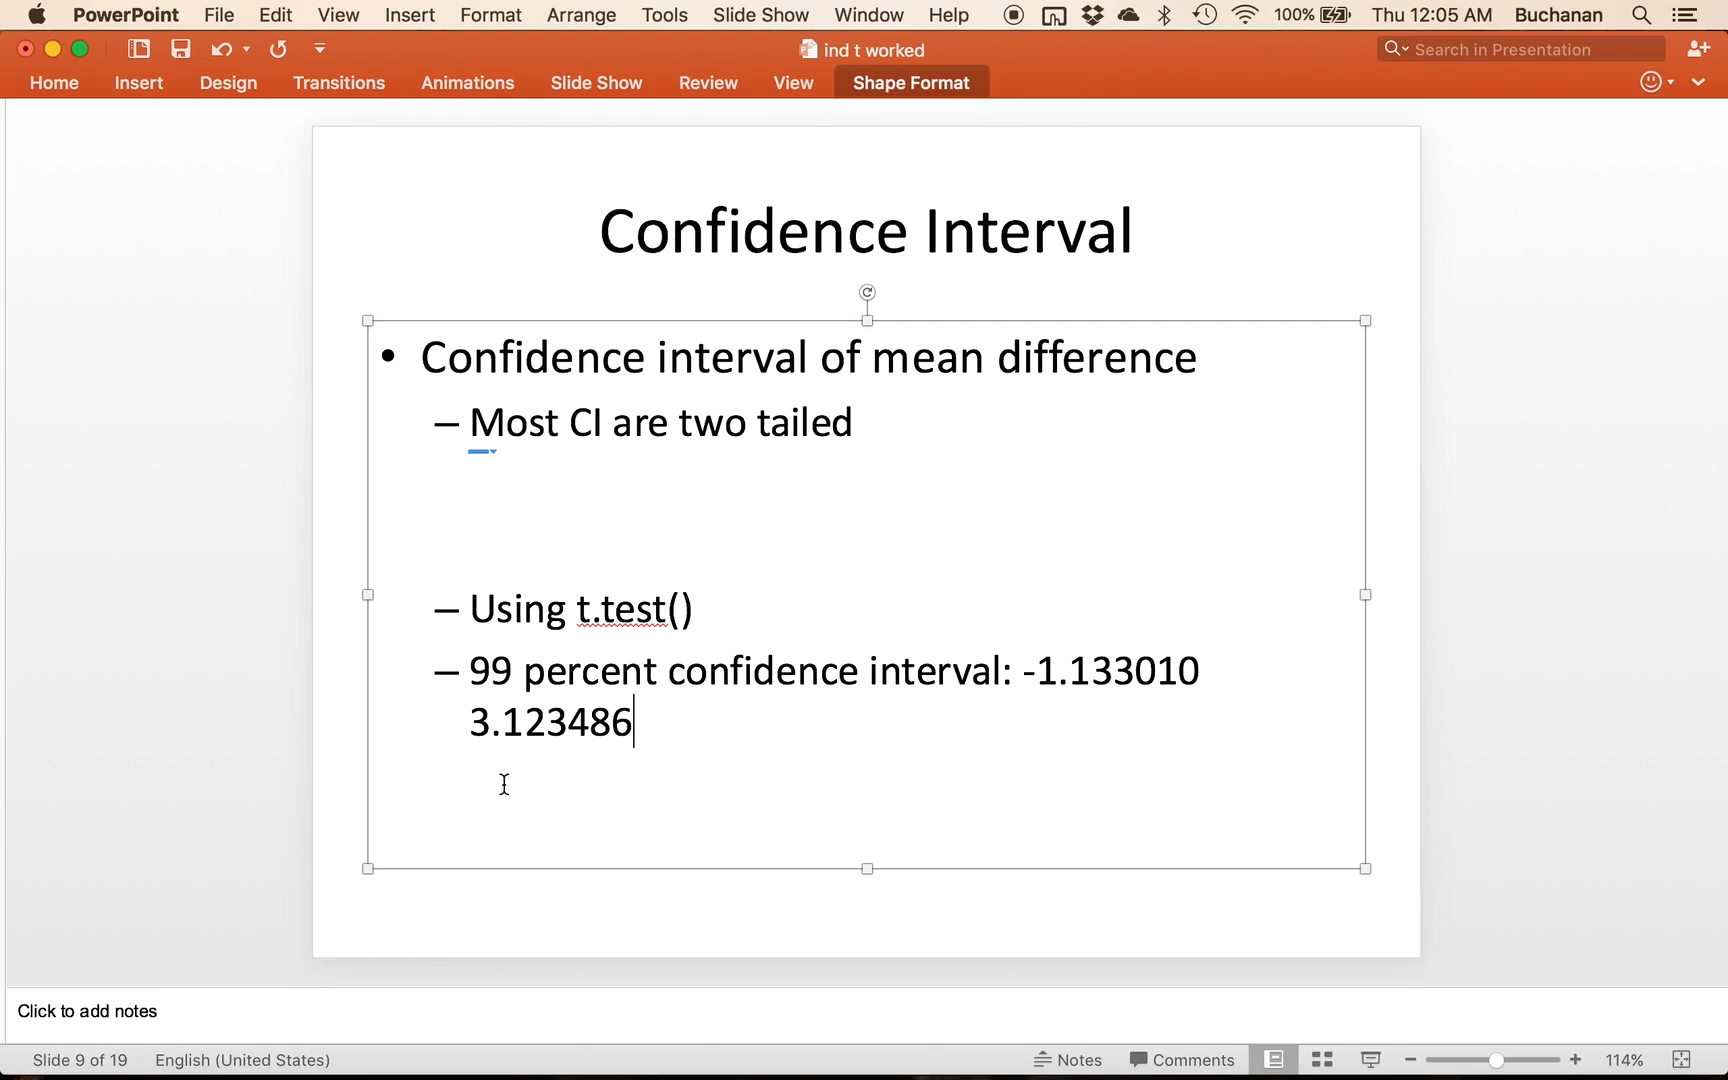 PowerPoint File Edit View Insert Format Arrange Tools Slide Show Window Help 100% Thu 12:05 AM Buchanan
ind t worked
Search in Presentation
Home Insert Design Transitions Animations Slide Show Review View Shape Format
Confidence Interval
• Confidence interval of mean difference
– Most CI are two tailed
– Using t.test()
– 99 percent confidence interval: -1.133010
3.123486
Click to add notes
Slide 9 of 19 English (United States) Notes Comments 114%